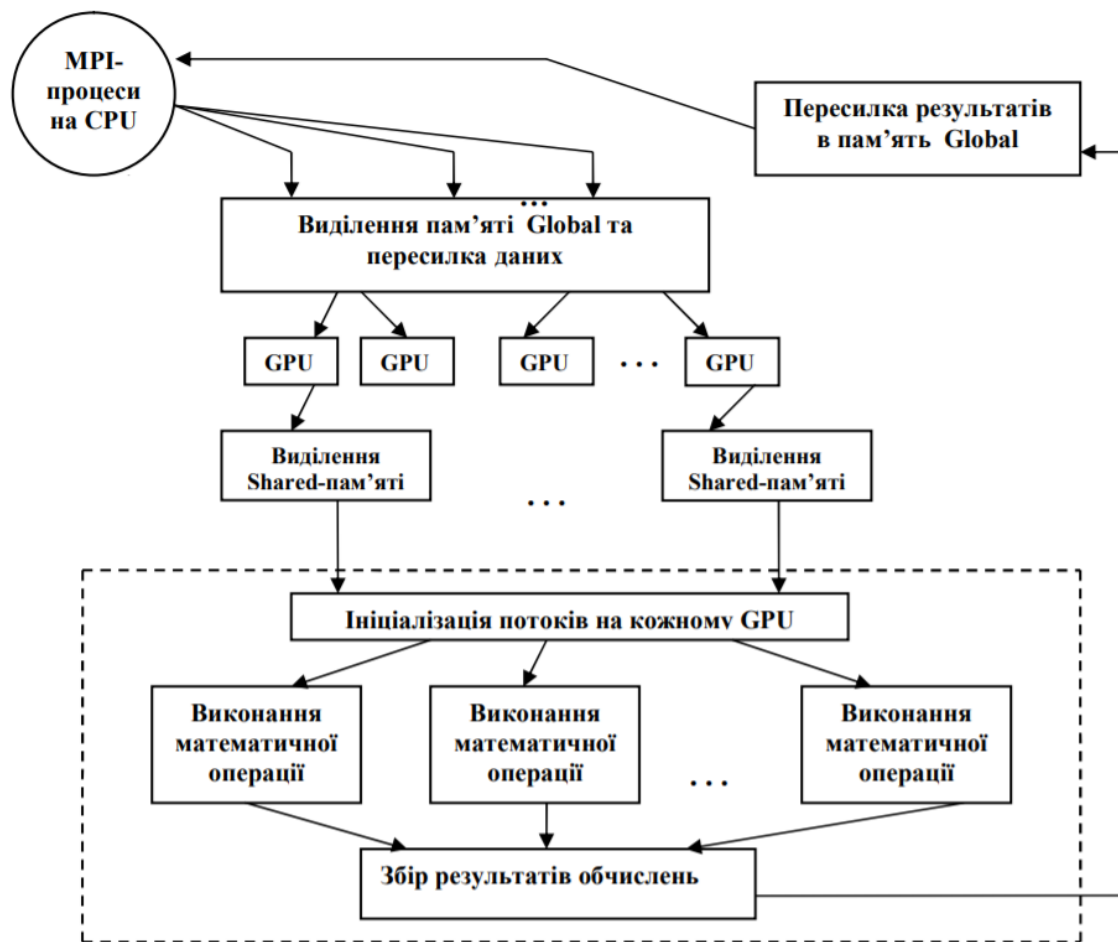 MPI-
процеси
на CPU
Пересилка результатів
в пам’ять Global
...
Виділення пам’яті Global та
пересилка даних
GPU
GPU
GPU
. . .
GPU
Виділення
Shared-пам’яті
. . .
Виділення
Shared-пам’яті
Ініціалізація потоків на кожному GPU
Виконання
математичної
операції
Виконання
математичної
операції
. . .
Виконання
математичної
операції
Збір результатів обчислень